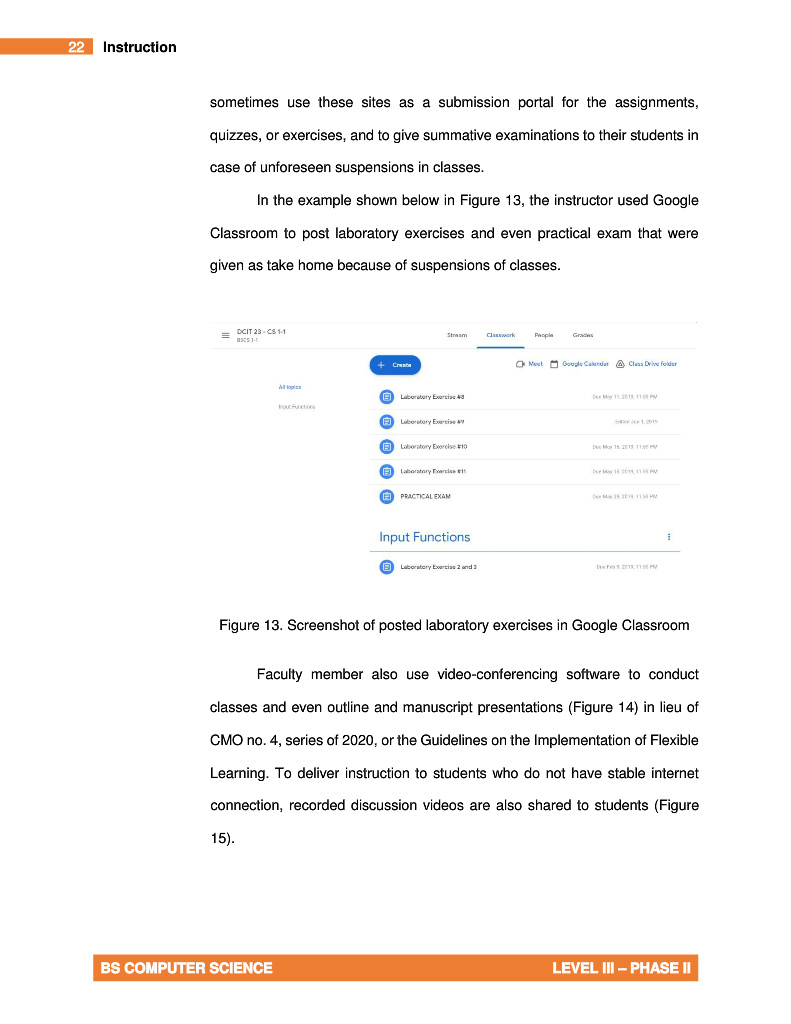 22 Instruction
sometimes use these sites as a submission portal for the assignments,
quizzes, or exercises, and to give summative examinations to their students in
case of unforeseen suspensions in classes.
In the example shown below in Figure 13, the instructor used Google
Classroom to post laboratory exercises and even practical exam that were
given as take home because of suspensions of classes.
DCIT 23 - CS 1-1
BSCS 1-1
Stream Classwork People Grades
+ Create
Meet Google Calendar Class Drive folder
All topics
Input Functions
Laboratory Exercise #8 Due May 11, 2019, 11:59 PM
Laboratory Exercise #9 Edited Jun 1, 2019
Laboratory Exercise #10 Due May 18, 2019, 11:59 PM
Laboratory Exercise #11 Due May 18, 2019, 11:59 PM
PRACTICAL EXAM Due May 29, 2019, 11:59 PM
Input Functions
Laboratory Exercise 2 and 3 Due Feb 9, 2019, 11:59 PM
Figure 13. Screenshot of posted laboratory exercises in Google Classroom
Faculty member also use video-conferencing software to conduct
classes and even outline and manuscript presentations (Figure 14) in lieu of
CMO no. 4, series of 2020, or the Guidelines on the Implementation of Flexible
Learning. To deliver instruction to students who do not have stable internet
connection, recorded discussion videos are also shared to students (Figure
15).
BS COMPUTER SCIENCE LEVEL III – PHASE II